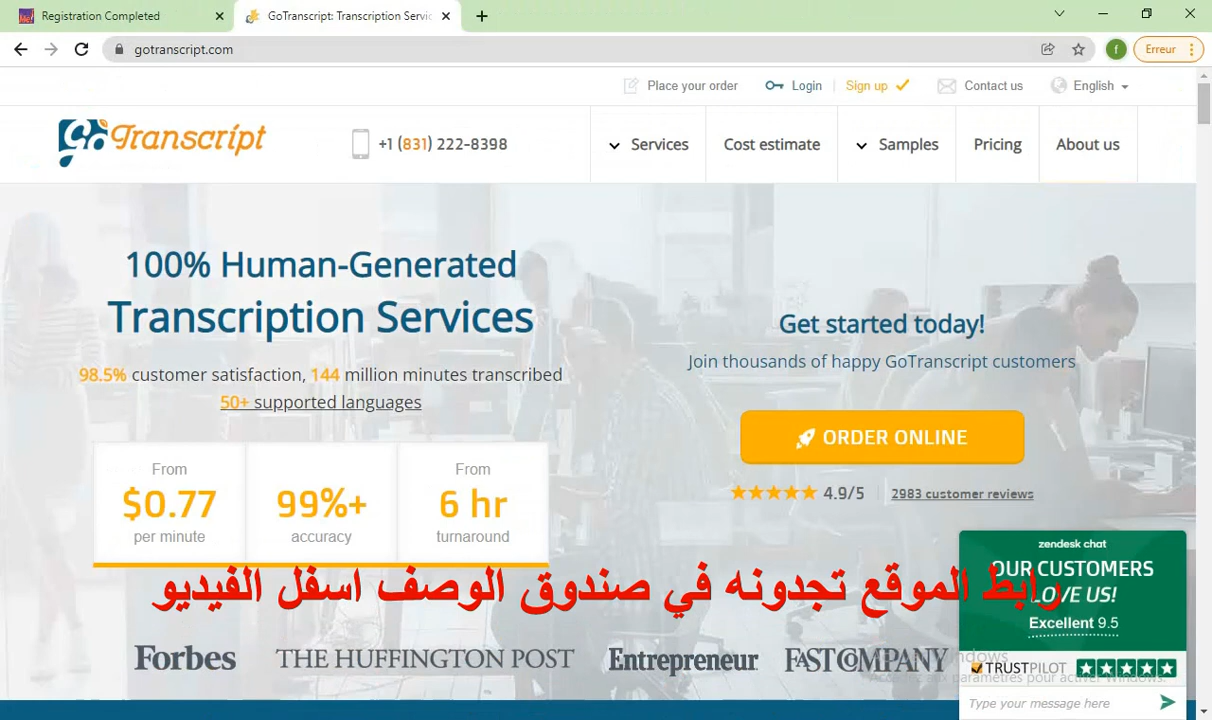 Registration Completed
GoTranscript: Transcription Servic
gotranscript.com
f
Erreur
Place your order
Login
Sign up
Contact us
English
GoTranscript
+1 (831) 222-8398
Services
Cost estimate
Samples
Pricing
About us
100% Human-Generated
Transcription Services
98.5% customer satisfaction, 144 million minutes transcribed
50+ supported languages
From
$0.77
per minute
99%+
accuracy
From
6 hr
turnaround
Get started today!
Join thousands of happy GoTranscript customers
ORDER ONLINE
4.9/5
2983 customer reviews
رابط الموقع تجدونه في صندوق الوصف اسفل الفيديو
Forbes
THE HUFFINGTON POST
Entrepreneur
FAST COMPANY
zendesk chat
OUR CUSTOMERS
LOVE US!
Excellent 9.5
TRUSTPILOT
Type your message here
aux paramètres pour activer Windows.